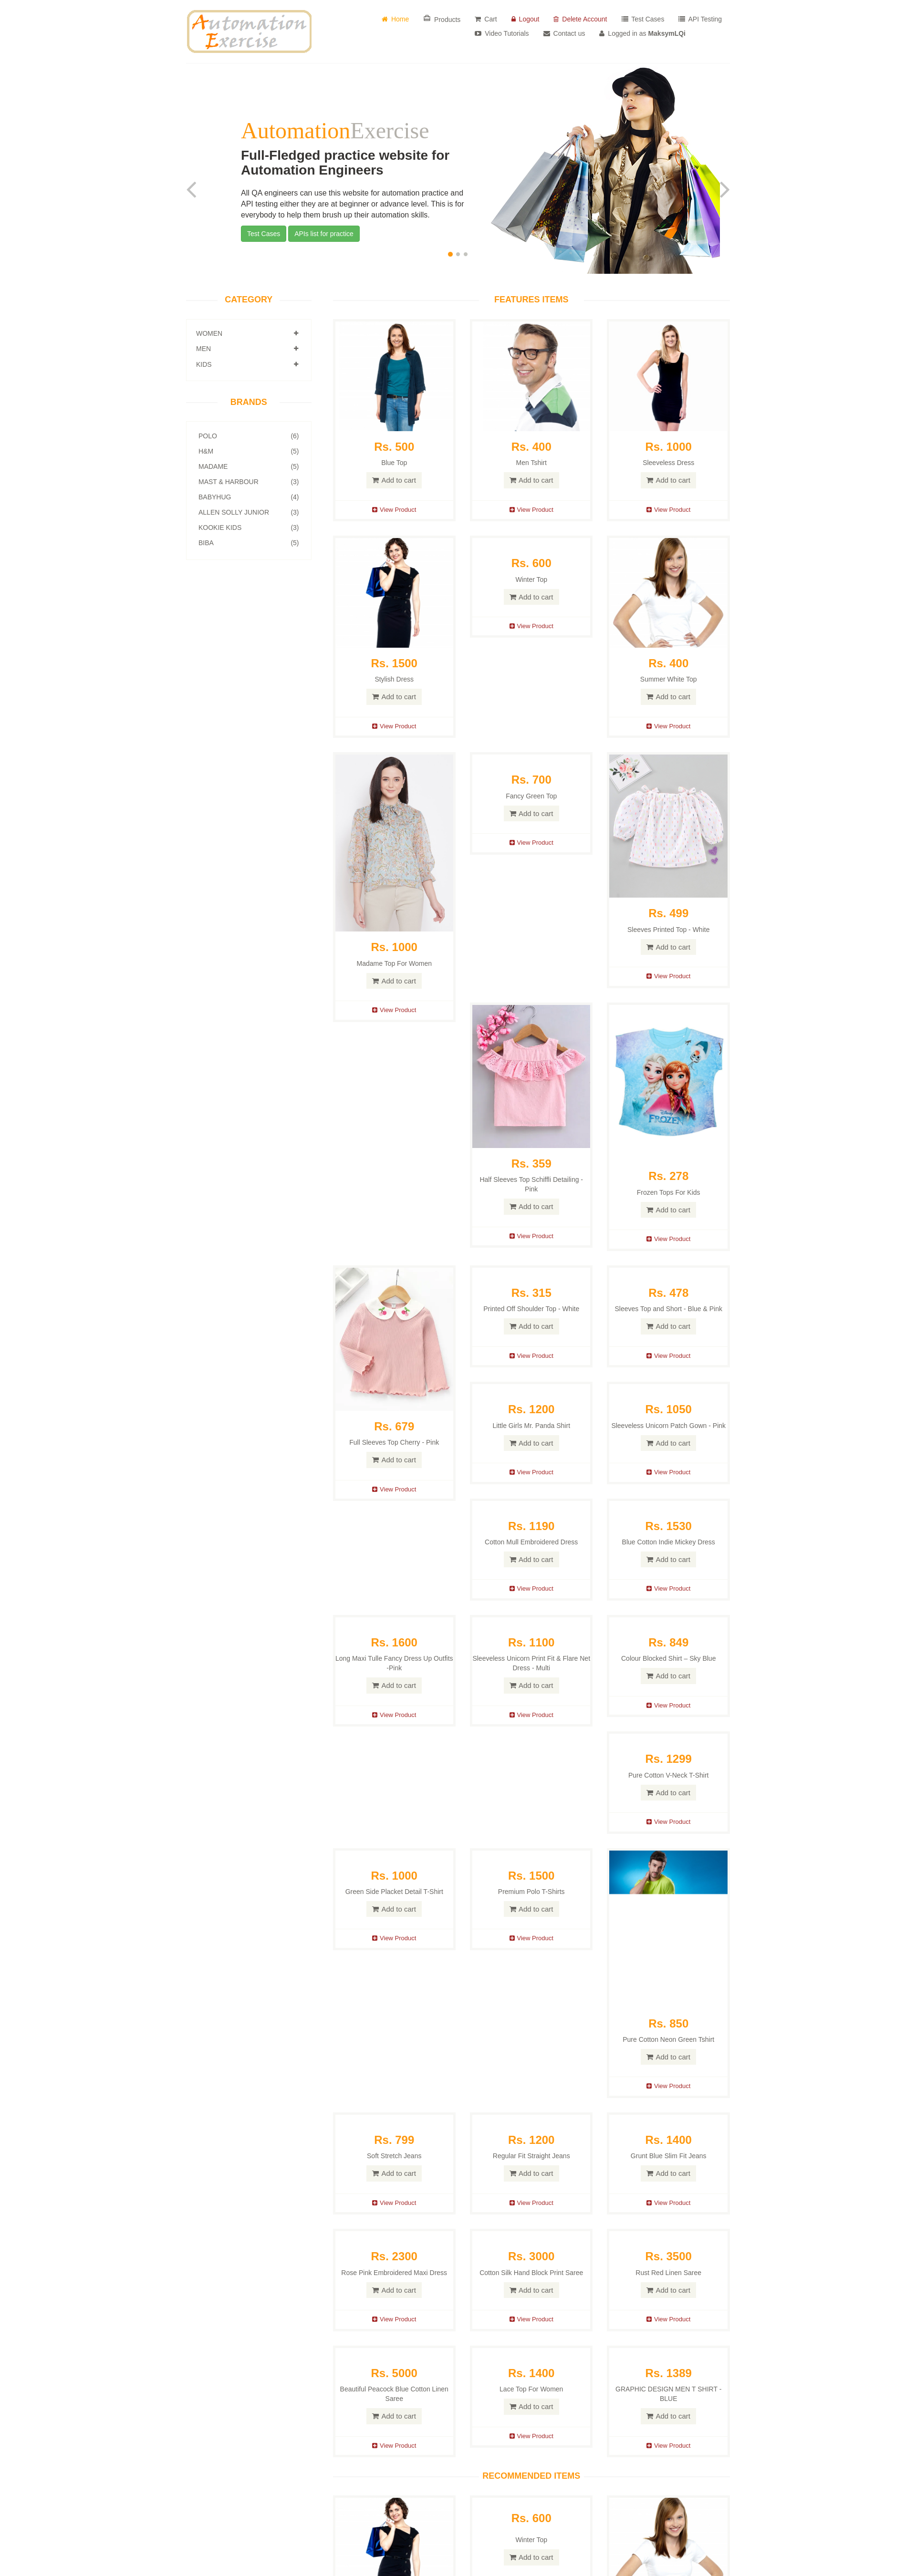 Automation
Exercise
Home
Products
Cart
Logout
Delete Account
Test Cases
API Testing
Video Tutorials
Contact us
Logged in as MaksymLQi
AutomationExercise
Full-Fledged practice website for
Automation Engineers
All QA engineers can use this website for automation practice and
API testing either they are at beginner or advance level. This is for
everybody to help them brush up their automation skills.
Test Cases
APIs list for practice
CATEGORY
WOMEN
MEN
KIDS
BRANDS
POLO (6)
H&M (5)
MADAME (5)
MAST & HARBOUR (3)
BABYHUG (4)
ALLEN SOLLY JUNIOR (3)
KOOKIE KIDS (3)
BIBA (5)
FEATURES ITEMS
Rs. 500
Blue Top
Add to cart
View Product
Rs. 400
Men Tshirt
Add to cart
View Product
Rs. 1000
Sleeveless Dress
Add to cart
View Product
Rs. 1500
Stylish Dress
Add to cart
View Product
Rs. 600
Winter Top
Add to cart
View Product
Rs. 400
Summer White Top
Add to cart
View Product
Rs. 1000
Madame Top For Women
Add to cart
View Product
Rs. 700
Fancy Green Top
Add to cart
View Product
Rs. 499
Sleeves Printed Top - White
Add to cart
View Product
Rs. 359
Half Sleeves Top Schiffli Detailing -
Pink
Add to cart
View Product
FROZEN
Rs. 278
Frozen Tops For Kids
Add to cart
View Product
Rs. 679
Full Sleeves Top Cherry - Pink
Add to cart
View Product
Rs. 315
Printed Off Shoulder Top - White
Add to cart
View Product
Rs. 478
Sleeves Top and Short - Blue & Pink
Add to cart
View Product
Rs. 1200
Little Girls Mr. Panda Shirt
Add to cart
View Product
Rs. 1050
Sleeveless Unicorn Patch Gown - Pink
Add to cart
View Product
Rs. 1190
Cotton Mull Embroidered Dress
Add to cart
View Product
Rs. 1530
Blue Cotton Indie Mickey Dress
Add to cart
View Product
Rs. 1600
Long Maxi Tulle Fancy Dress Up Outfits
-Pink
Add to cart
View Product
Rs. 1100
Sleeveless Unicorn Print Fit & Flare Net
Dress - Multi
Add to cart
View Product
Rs. 849
Colour Blocked Shirt – Sky Blue
Add to cart
View Product
Rs. 1299
Pure Cotton V-Neck T-Shirt
Add to cart
View Product
Rs. 1000
Green Side Placket Detail T-Shirt
Add to cart
View Product
Rs. 1500
Premium Polo T-Shirts
Add to cart
View Product
Rs. 850
Pure Cotton Neon Green Tshirt
Add to cart
View Product
Rs. 799
Soft Stretch Jeans
Add to cart
View Product
Rs. 1200
Regular Fit Straight Jeans
Add to cart
View Product
Rs. 1400
Grunt Blue Slim Fit Jeans
Add to cart
View Product
Rs. 2300
Rose Pink Embroidered Maxi Dress
Add to cart
View Product
Rs. 3000
Cotton Silk Hand Block Print Saree
Add to cart
View Product
Rs. 3500
Rust Red Linen Saree
Add to cart
View Product
Rs. 5000
Beautiful Peacock Blue Cotton Linen
Saree
Add to cart
View Product
Rs. 1400
Lace Top For Women
Add to cart
View Product
Rs. 1389
GRAPHIC DESIGN MEN T SHIRT -
BLUE
Add to cart
View Product
RECOMMENDED ITEMS
Rs. 600
Winter Top
Add to cart